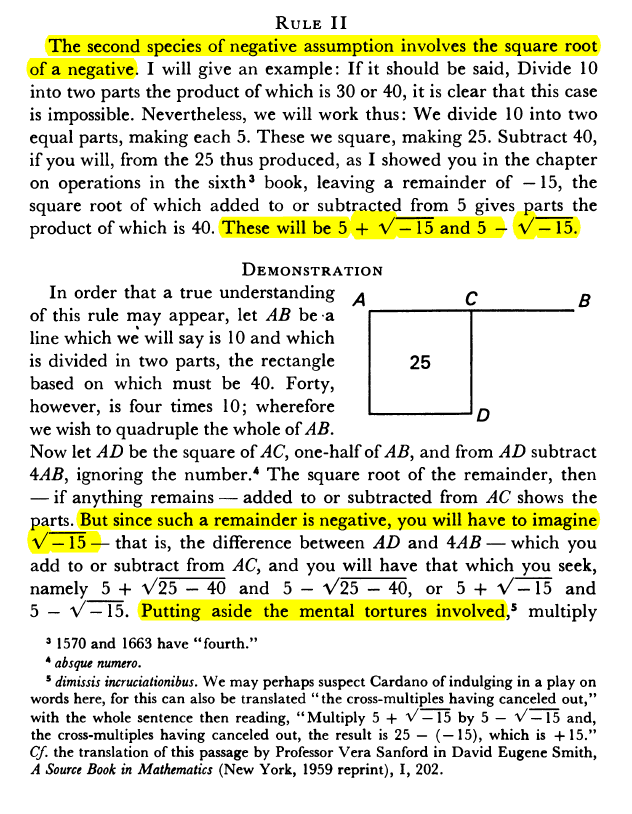 RULE II
The second species of negative assumption involves the square root
of a negative. I will give an example: If it should be said, Divide 10
into two parts the product of which is 30 or 40, it is clear that this case
is impossible. Nevertheless, we will work thus: We divide 10 into two
equal parts, making each 5. These we square, making 25. Subtract 40,
if you will, from the 25 thus produced, as I showed you in the chapter
on operations in the sixth³ book, leaving a remainder of −15, the
square root of which added to or subtracted from 5 gives parts the
product of which is 40. These will be 5 + √−15 and 5 − √−15.
DEMONSTRATION
In order that a true understanding
of this rule may appear, let AB be a
line which we will say is 10 and which
is divided in two parts, the rectangle
based on which must be 40. Forty,
however, is four times 10; wherefore
we wish to quadruple the whole of AB.
A C B
25
D
Now let AD be the square of AC, one-half of AB, and from AD subtract
4AB, ignoring the number.⁴ The square root of the remainder, then
— if anything remains — added to or subtracted from AC shows the
parts. But since such a remainder is negative, you will have to imagine
√−15 — that is, the difference between AD and 4AB — which you
add to or subtract from AC, and you will have that which you seek,
namely 5 + √25 − 40 and 5 − √25 − 40, or 5 + √−15 and
5 − √−15. Putting aside the mental tortures involved,⁵ multiply
³ 1570 and 1663 have “fourth.”
⁴ absque numero.
⁵ dimissis incruciationibus. We may perhaps suspect Cardano of indulging in a play on
words here, for this can also be translated “the cross-multiples having canceled out,”
with the whole sentence then reading, “Multiply 5 + √−15 by 5 − √−15 and,
the cross-multiples having canceled out, the result is 25 − (−15), which is +15.”
Cf. the translation of this passage by Professor Vera Sanford in David Eugene Smith,
A Source Book in Mathematics (New York, 1959 reprint), I, 202.